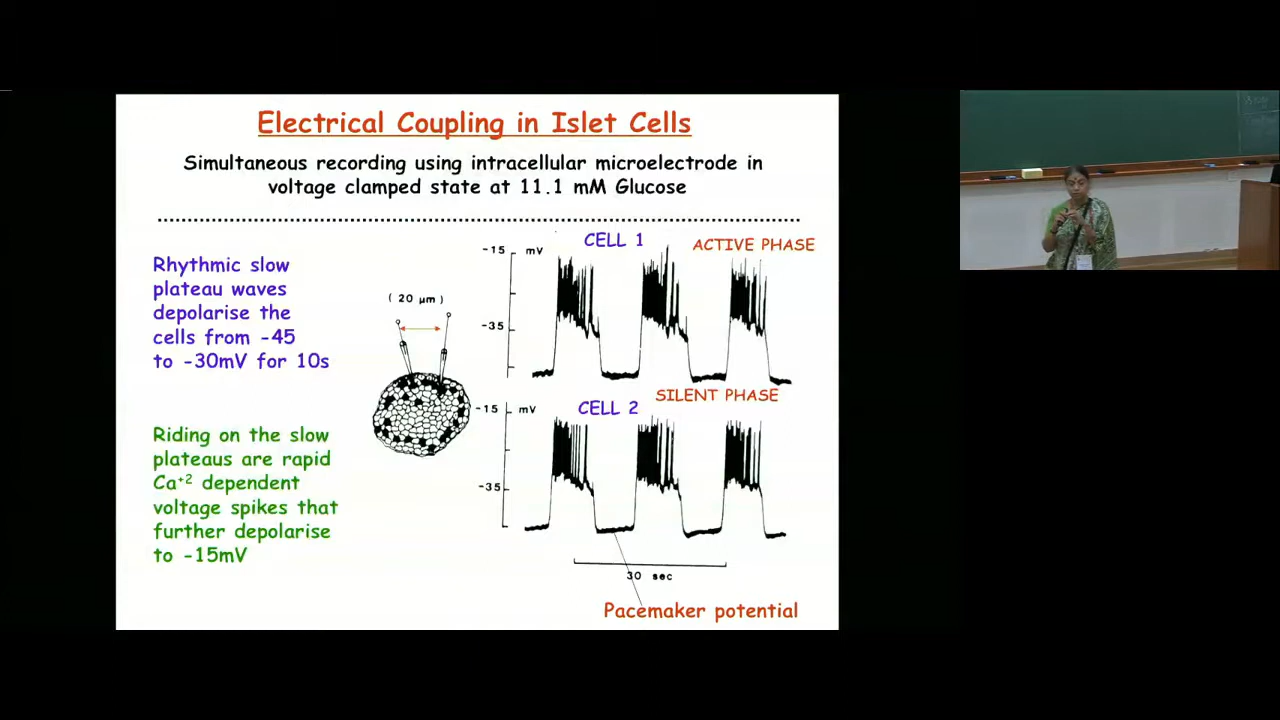 Electrical Coupling in Islet Cells
Simultaneous recording using intracellular microelectrode in
voltage clamped state at 11.1 mM Glucose
Rhythmic slow
plateau waves
depolarise the
cells from -45
to -30mV for 10s
Riding on the slow
plateaus are rapid
Ca+2 dependent
voltage spikes that
further depolarise
to -15mV
( 20 µm )
CELL 1
ACTIVE PHASE
-15 mV
-35
SILENT PHASE
CELL 2
-15 mV
-35
30 sec
Pacemaker potential